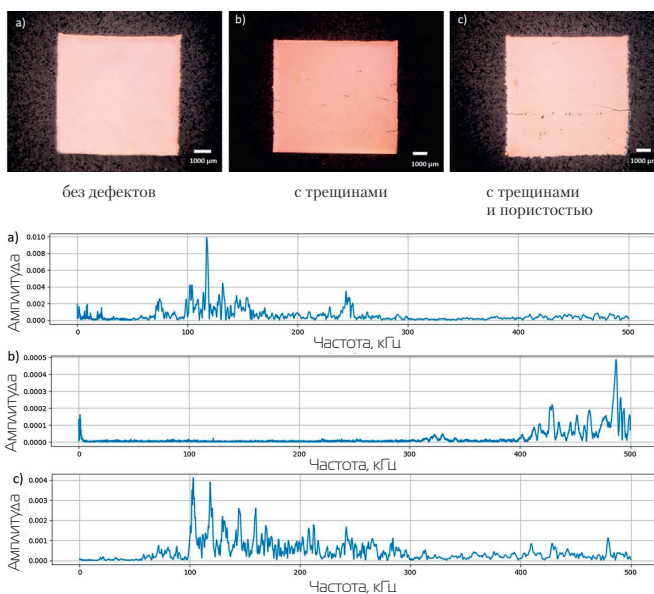 a)
b)
c)
1000 µm
1000 µm
1000 µm
без дефектов
с трещинами
с трещинами
и пористостью
a)
Амплитуда
0.010
0.008
0.006
0.004
0.002
0.000
0 100 200 300 400 500
Частота, кГц
b)
Амплитуда
0.0005
0.0004
0.0003
0.0002
0.0001
0.0000
0 100 200 300 400 500
Частота, кГц
c)
Амплитуда
0.004
0.003
0.002
0.001
0.000
0 100 200 300 400 500
Частота, кГц